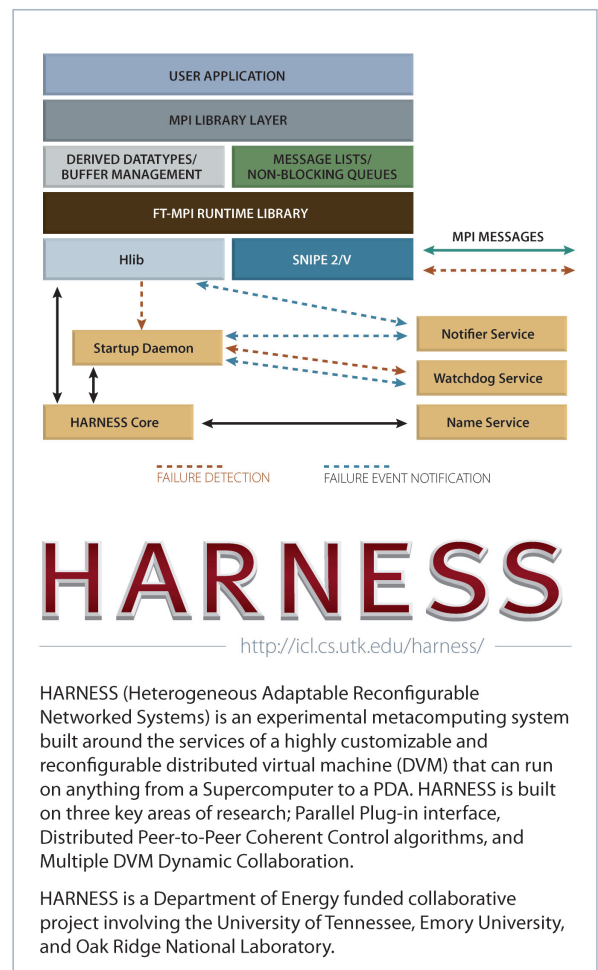 USER APPLICATION
MPI LIBRARY LAYER
DERIVED DATATYPES/
BUFFER MANAGEMENT
MESSAGE LISTS/
NON-BLOCKING QUEUES
FT-MPI RUNTIME LIBRARY
Hlib
SNIPE 2/V
MPI MESSAGES
Startup Daemon
Notifier Service
Watchdog Service
HARNESS Core
Name Service
FAILURE DETECTION
FAILURE EVENT NOTIFICATION
HARNESS
http://icl.cs.utk.edu/harness/
HARNESS (Heterogeneous Adaptable Reconfigurable
Networked Systems) is an experimental metacomputing system
built around the services of a highly customizable and
reconfigurable distributed virtual machine (DVM) that can run
on anything from a Supercomputer to a PDA. HARNESS is built
on three key areas of research; Parallel Plug-in interface,
Distributed Peer-to-Peer Coherent Control algorithms, and
Multiple DVM Dynamic Collaboration.
HARNESS is a Department of Energy funded collaborative
project involving the University of Tennessee, Emory University,
and Oak Ridge National Laboratory.